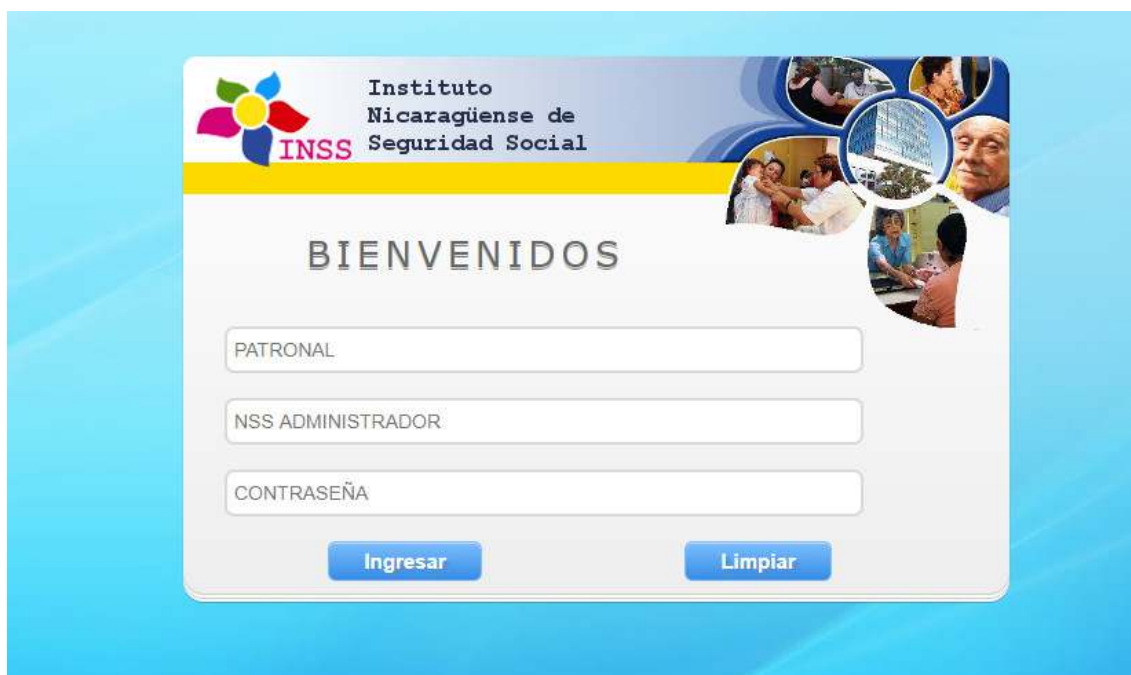 INSS
Instituto
Nicaragüense de
Seguridad Social
BIENVENIDOS
PATRONAL
NSS ADMINISTRADOR
CONTRASEÑA
Ingresar
Limpiar